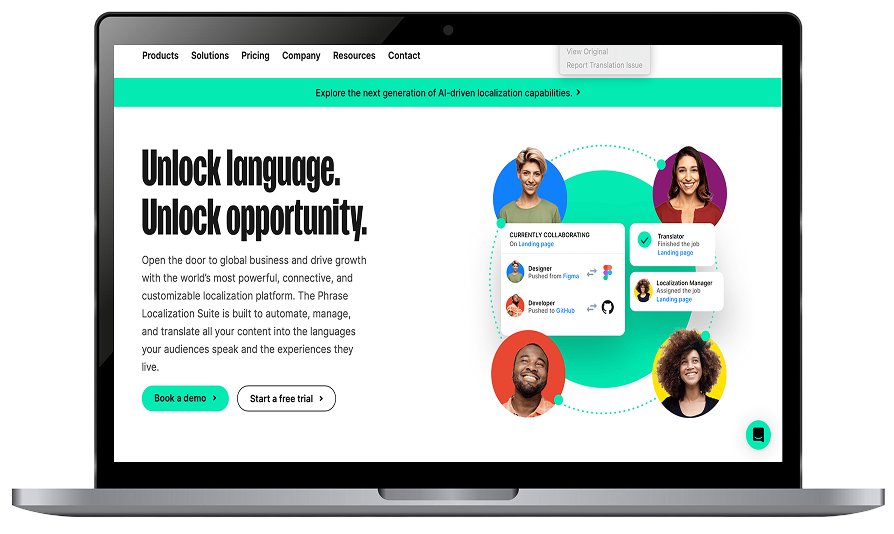 Products Solutions Pricing Company Resources Contact
View Original
Report Translation Issue
Explore the next generation of AI-driven localization capabilities.
Unlock language.
Unlock opportunity.
Open the door to global business and drive growth
with the world's most powerful, connective, and
customizable localization platform. The Phrase
Localization Suite is built to automate, manage,
and translate all your content into the languages
your audiences speak and the experiences they
live.
Book a demo
Start a free trial
CURRENTLY COLLABORATING
On Landing page
Designer
Pushed from Figma
Developer
Pushed to GitHub
Translator
Finished the job
Landing page
Localization Manager
Assigned the job
Landing page